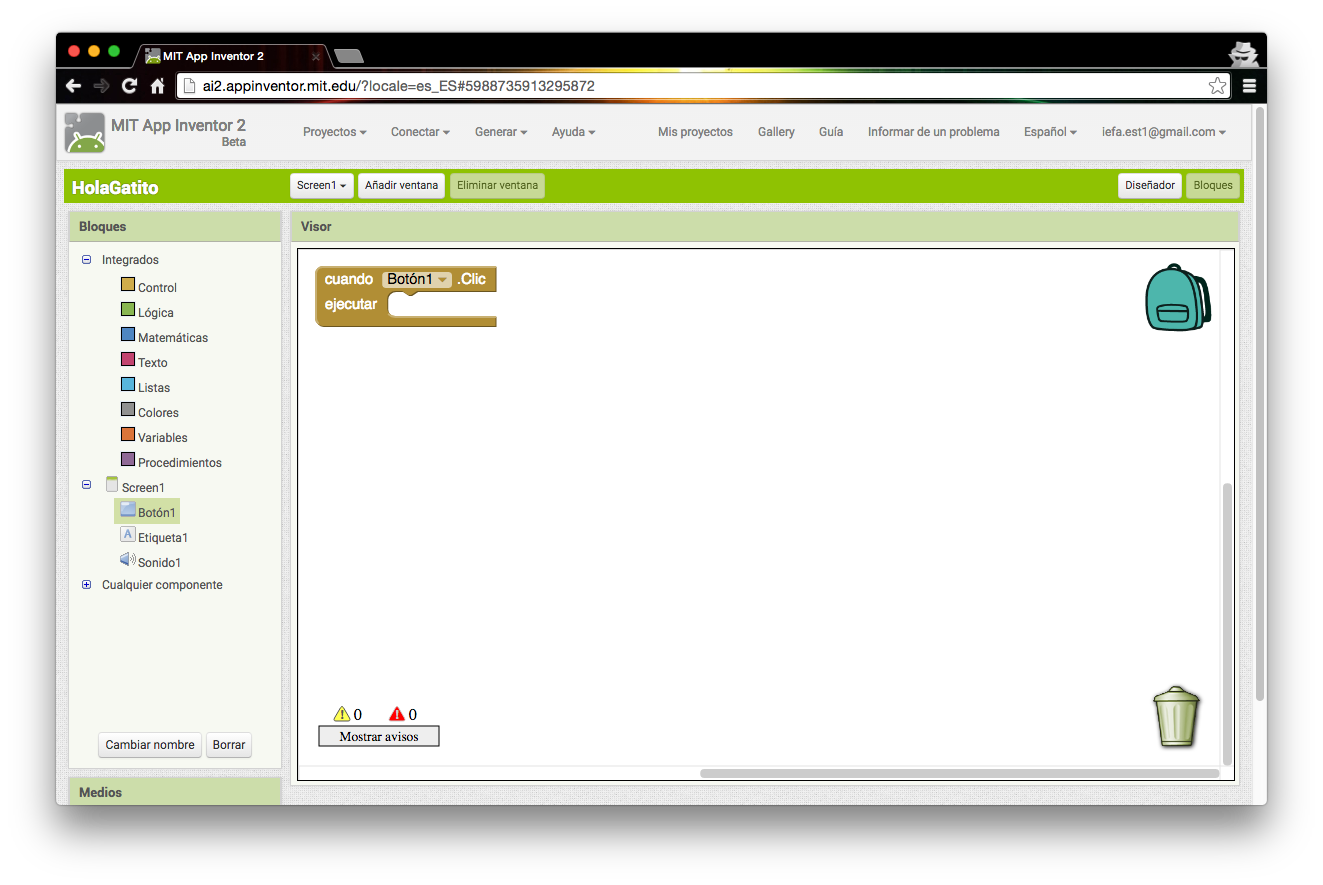 MIT App Inventor 2
ai2.appinventor.mit.edu/?locale=es_ES#5988735913295872
MIT App Inventor 2
Beta
Proyectos Conectar Generar Ayuda Mis proyectos Gallery Guía Informar de un problema Español iefa.est1@gmail.com
HolaGatito Screen1 Añadir ventana Eliminar ventana Diseñador Bloques
Bloques
Integrados
Control
Lógica
Matemáticas
Texto
Listas
Colores
Variables
Procedimientos
Screen1
Botón1
A Etiqueta1
Sonido1
Cualquier componente
Cambiar nombre Borrar
Medios
Visor
cuando Botón1 .Clic
ejecutar
0 0
Mostrar avisos